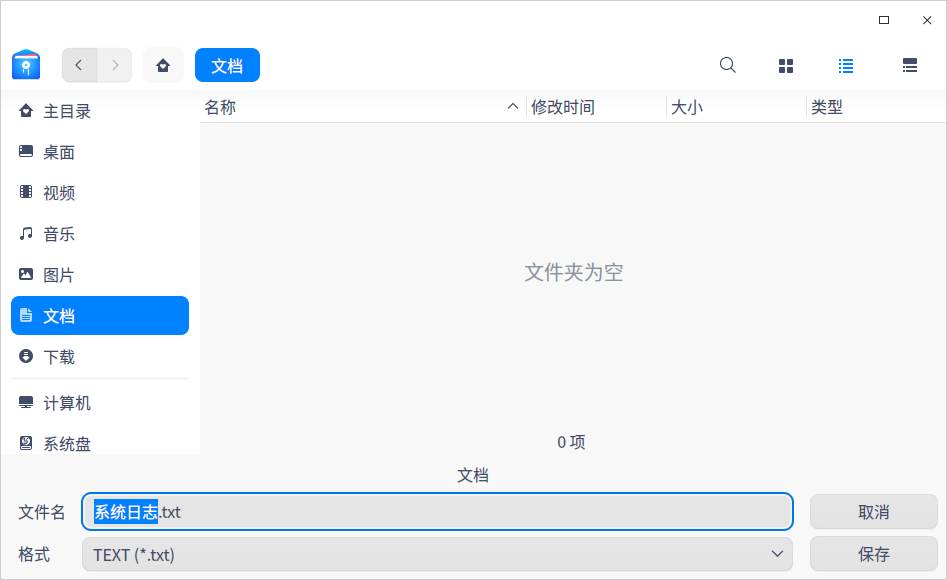 文档
主目录
桌面
视频
音乐
图片
文档
下载
计算机
系统盘
名称 修改时间 大小 类型
文件夹为空
0 项
文档
文件名 系统日志.txt 取消
格式 TEXT (*.txt) 保存